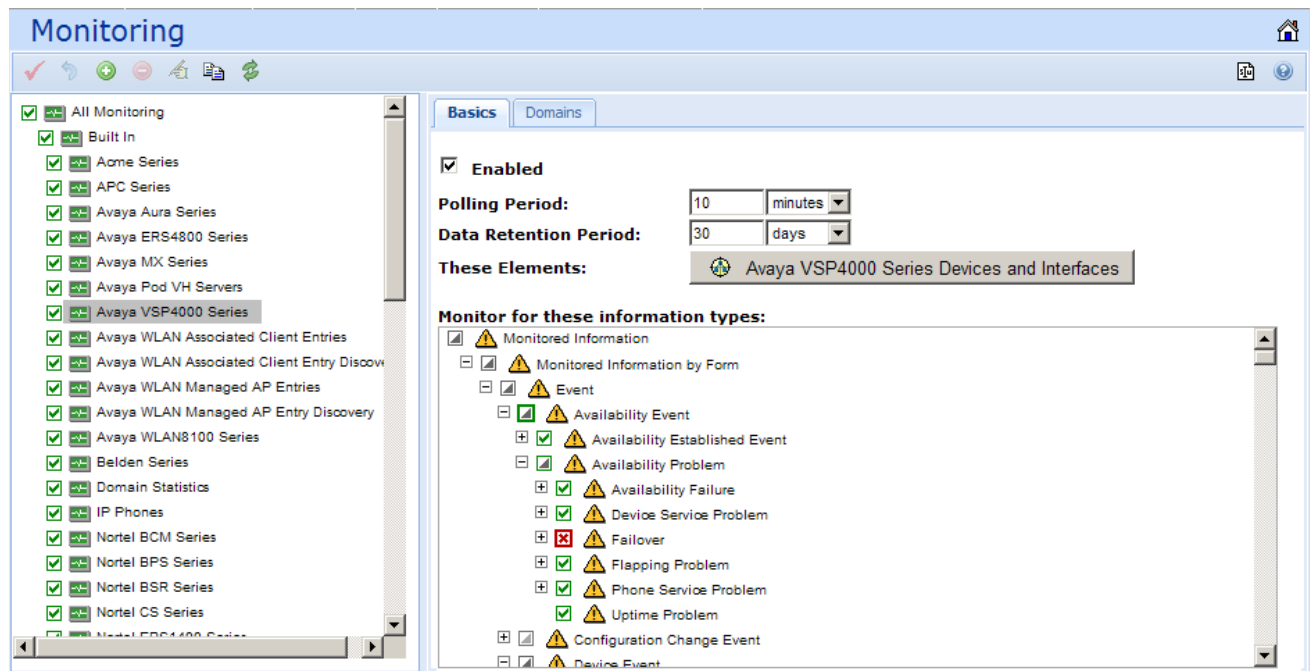 Monitoring
All Monitoring
Built In
Acme Series
APC Series
Avaya Aura Series
Avaya ERS4800 Series
Avaya MX Series
Avaya Pod VH Servers
Avaya VSP4000 Series
Avaya WLAN Associated Client Entries
Avaya WLAN Associated Client Entry Discove
Avaya WLAN Managed AP Entries
Avaya WLAN Managed AP Entry Discovery
Avaya WLAN8100 Series
Belden Series
Domain Statistics
IP Phones
Nortel BCM Series
Nortel BPS Series
Nortel BSR Series
Nortel CS Series
Nortel ERS1400 Series
Basics Domains
Enabled
Polling Period: 10 minutes
Data Retention Period: 30 days
These Elements: Avaya VSP4000 Series Devices and Interfaces
Monitor for these information types:
Monitored Information
Monitored Information by Form
Event
Availability Event
Availability Established Event
Availability Problem
Availability Failure
Device Service Problem
Failover
Flapping Problem
Phone Service Problem
Uptime Problem
Configuration Change Event
Device Event